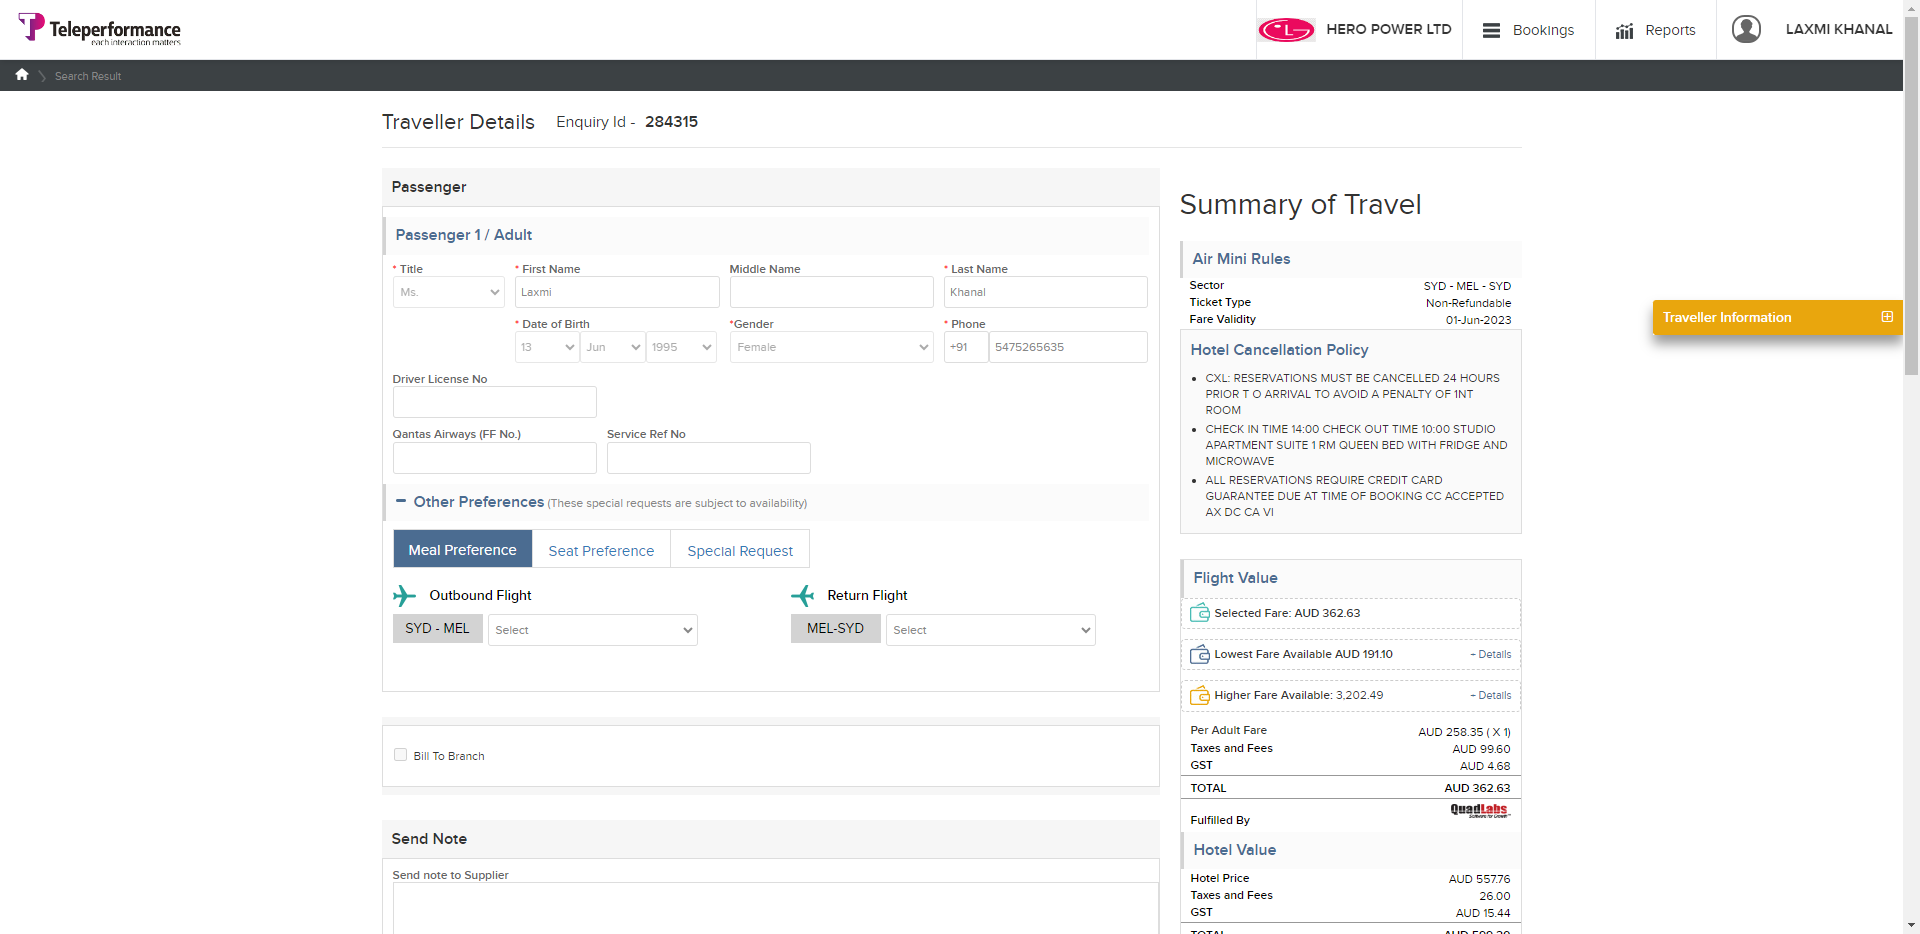 Teleperformance
each interaction matters
HERO POWER LTD
Bookings
Reports
LAXMI KHANAL
Search Result
Traveller Details Enquiry Id - 284315
Passenger
Passenger 1 / Adult
* Title * First Name Middle Name * Last Name
Ms. Laxmi Khanal
* Date of Birth *Gender * Phone
13 Jun 1995 Female +91 5475265635
Driver License No
Qantas Airways (FF No.) Service Ref No
Other Preferences (These special requests are subject to availability)
Meal Preference Seat Preference Special Request
Outbound Flight Return Flight
SYD - MEL Select MEL-SYD Select
Bill To Branch
Send Note
Send note to Supplier
Summary of Travel
Air Mini Rules
Sector SYD - MEL - SYD
Ticket Type Non-Refundable
Fare Validity 01-Jun-2023
Hotel Cancellation Policy
CXL: RESERVATIONS MUST BE CANCELLED 24 HOURS
PRIOR T O ARRIVAL TO AVOID A PENALTY OF 1NT
ROOM
CHECK IN TIME 14:00 CHECK OUT TIME 10:00 STUDIO
APARTMENT SUITE 1 RM QUEEN BED WITH FRIDGE AND
MICROWAVE
ALL RESERVATIONS REQUIRE CREDIT CARD
GUARANTEE DUE AT TIME OF BOOKING CC ACCEPTED
AX DC CA VI
Flight Value
Selected Fare: AUD 362.63
Lowest Fare Available AUD 191.10 + Details
Higher Fare Available: 3,202.49 + Details
Per Adult Fare AUD 258.35 ( X 1)
Taxes and Fees AUD 99.60
GST AUD 4.68
TOTAL AUD 362.63
QuadLabs
Software for Growth
Fulfilled By
Hotel Value
Hotel Price AUD 557.76
Taxes and Fees 26.00
GST AUD 15.44
TOTAL AUD 599.20
Traveller Information